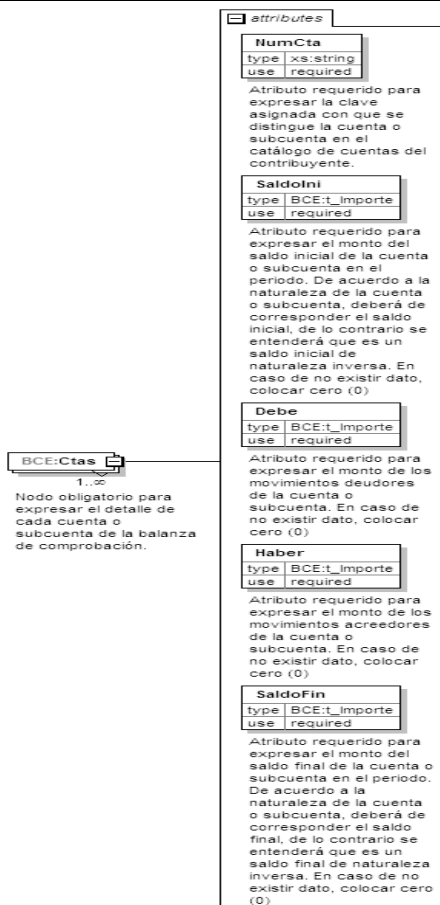 attributes
NumCta
type xs:string
use required
Atributo requerido para
expresar la clave
asignada con que se
distingue la cuenta o
subcuenta en el
catálogo de cuentas del
contribuyente.
SaldoIni
type BCE:t_Importe
use required
Atributo requerido para
expresar el monto del
saldo inicial de la cuenta
o subcuenta en el
periodo. De acuerdo a la
naturaleza de la cuenta
o subcuenta, deberá de
corresponder el saldo
inicial, de lo contrario se
entenderá que es un
saldo inicial de
naturaleza inversa. En
caso de no existir dato,
colocar cero (0)
Debe
type BCE:t_Importe
use required
Atributo requerido para
expresar el monto de los
movimientos deudores
de la cuenta o
subcuenta. En caso de
no existir dato, colocar
cero (0)
BCE:Ctas
1..∞
Nodo obligatorio para
expresar el detalle de
cada cuenta o
subcuenta de la balanza
de comprobación.
Haber
type BCE:t_Importe
use required
Atributo requerido para
expresar el monto de los
movimientos acreedores
de la cuenta o
subcuenta. En caso de
no existir dato, colocar
cero (0)
SaldoFin
type BCE:t_Importe
use required
Atributo requerido para
expresar el monto del
saldo final de la cuenta o
subcuenta en el periodo.
De acuerdo a la
naturaleza de la cuenta
o subcuenta, deberá de
corresponder el saldo
final, de lo contrario se
entenderá que es un
saldo final de naturaleza
inversa. En caso de no
existir dato, colocar cero
(0)